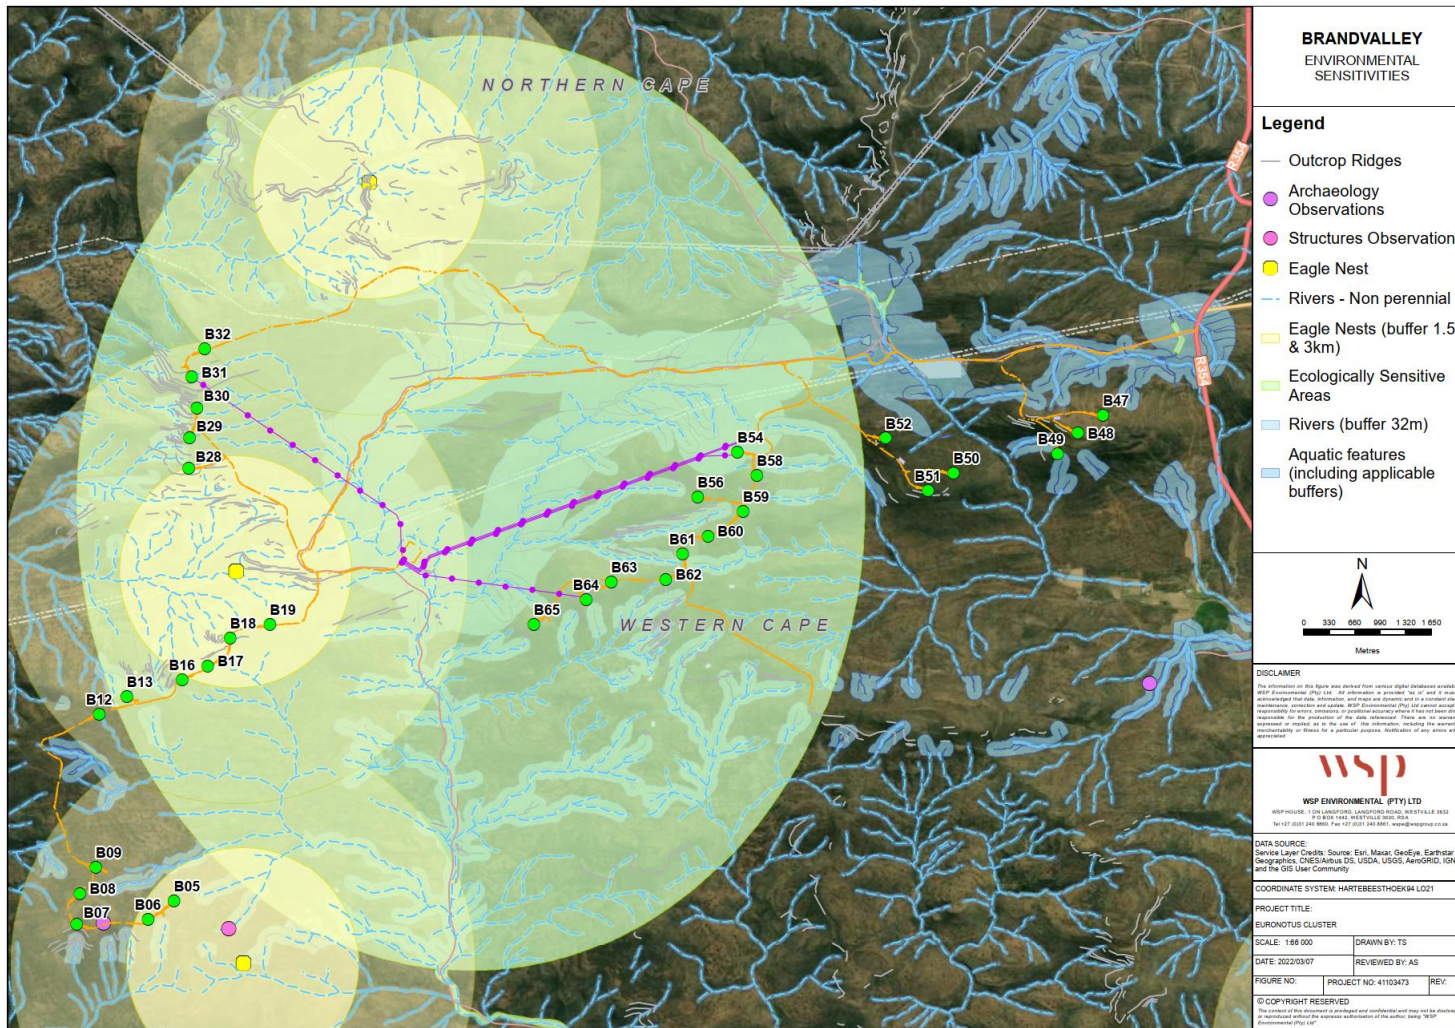 NORTHERN CAPE
R354
B32
B31
B30
B29
B28
B54
B58
B56
B59
B60
B61
B62
B63
B64
B65
B52
B51
B50
B49
B48
B47
R354
WESTERN CAPE
B19
B18
B17
B16
B13
B12
B09
B08
B07
B06
B05
BRANDVALLEY
ENVIRONMENTAL
SENSITIVITIES
Legend
Outcrop Ridges
Archaeology
Observations
Structures Observation
Eagle Nest
Rivers - Non perennial
Eagle Nests (buffer 1.5
& 3km)
Ecologically Sensitive
Areas
Rivers (buffer 32m)
Aquatic features
(including applicable
buffers)
N
0 330 660 990 1 320 1 650
Metres
DISCLAIMER
wsp
WSP ENVIRONMENTAL (PTY) LTD
DATA SOURCE:
Service Layer Credits: Source: Esri, Maxar, GeoEye, Earthstar
Geographics, CNES/Airbus DS, USDA, USGS, AeroGRID, IGN,
and the GIS User Community
COORDINATE SYSTEM: HARTEBEESTHOEK94 LO21
PROJECT TITLE:
EURONOTUS CLUSTER
SCALE: 1:66 000
DRAWN BY: TS
DATE: 2022/03/07
REVIEWED BY: AS
FIGURE NO:
PROJECT NO: 41103473
REV:
© COPYRIGHT RESERVED